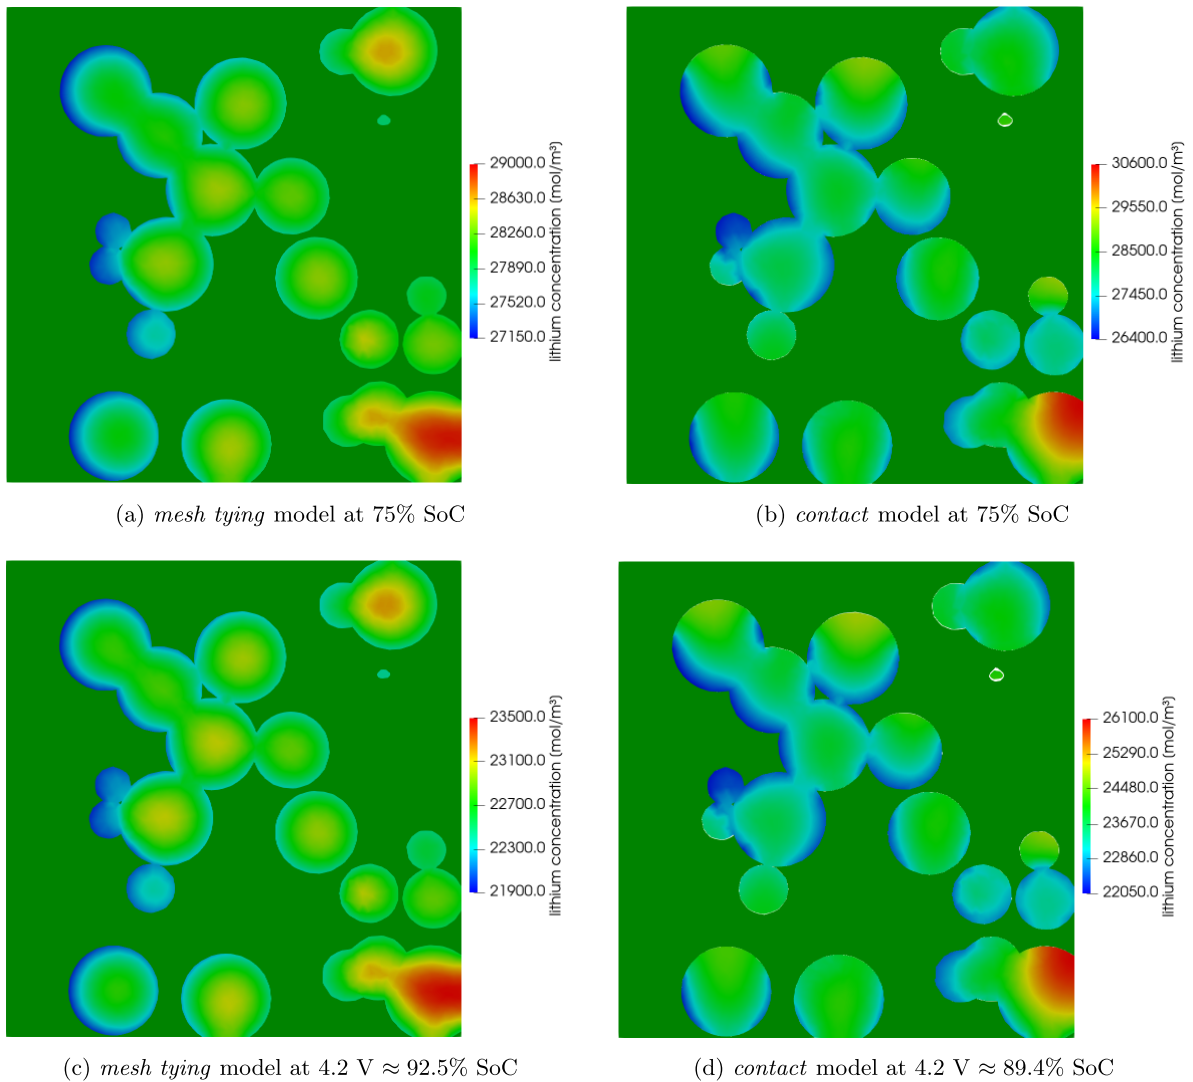 29000.0
28630.0
28260.0
27890.0
27520.0
27150.0
lithium concentration (mol/m³)
30600.0
29550.0
28500.0
27450.0
26400.0
lithium concentration (mol/m³)
(a) mesh tying model at 75% SoC
(b) contact model at 75% SoC
23500.0
23100.0
22700.0
22300.0
21900.0
lithium concentration (mol/m³)
26100.0
25290.0
24480.0
23670.0
22860.0
22050.0
lithium concentration (mol/m³)
(c) mesh tying model at 4.2 V ≈ 92.5% SoC
(d) contact model at 4.2 V ≈ 89.4% SoC